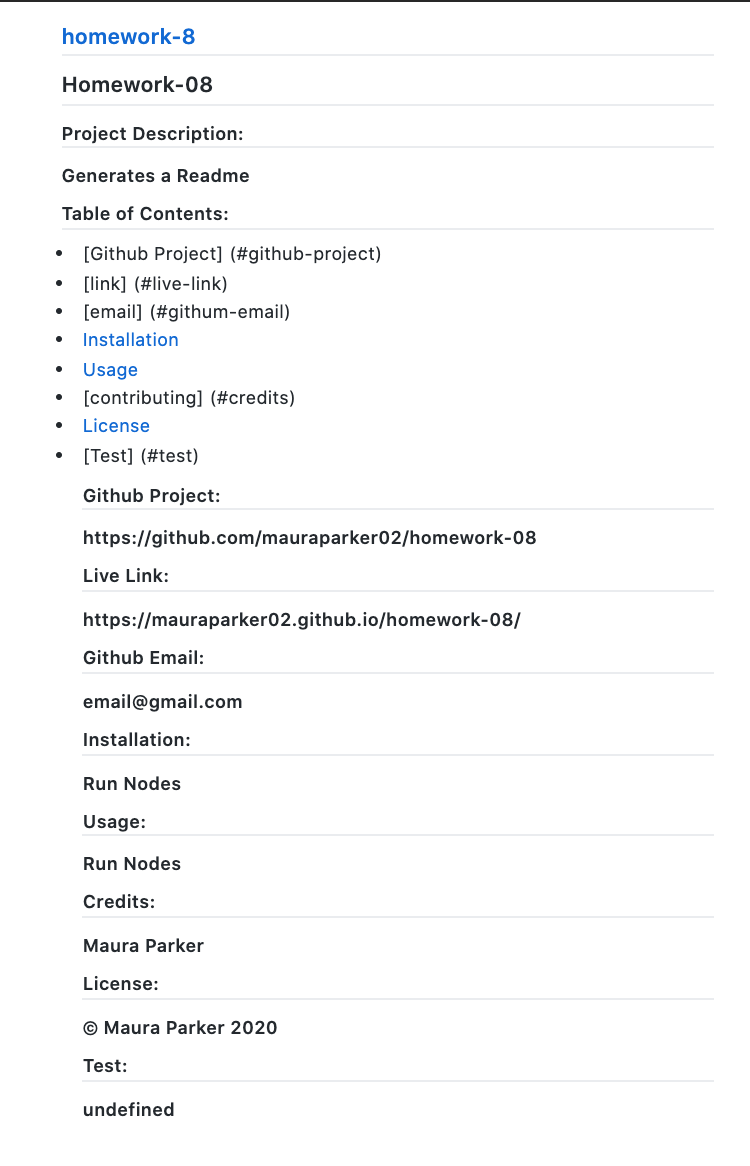 homework-8
Homework-08
Project Description:
Generates a Readme
Table of Contents:
• [Github Project] (#github-project)
• [link] (#live-link)
• [email] (#githum-email)
• Installation
• Usage
• [contributing] (#credits)
• License
• [Test] (#test)
Github Project:
https://github.com/mauraparker02/homework-08
Live Link:
https://mauraparker02.github.io/homework-08/
Github Email:
email@gmail.com
Installation:
Run Nodes
Usage:
Run Nodes
Credits:
Maura Parker
License:
© Maura Parker 2020
Test:
undefined